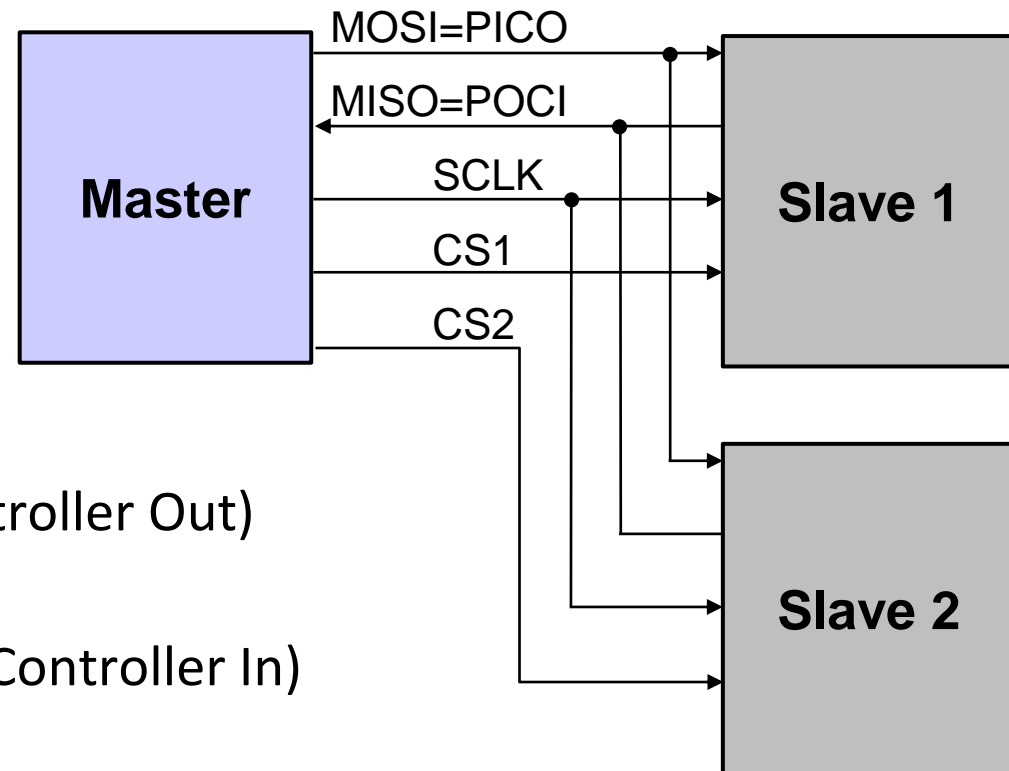 MOSI=PICO
MISO=POCI
SCLK
CS1
CS2
Master
Slave 1
Slave 2
troller Out)
Controller In)